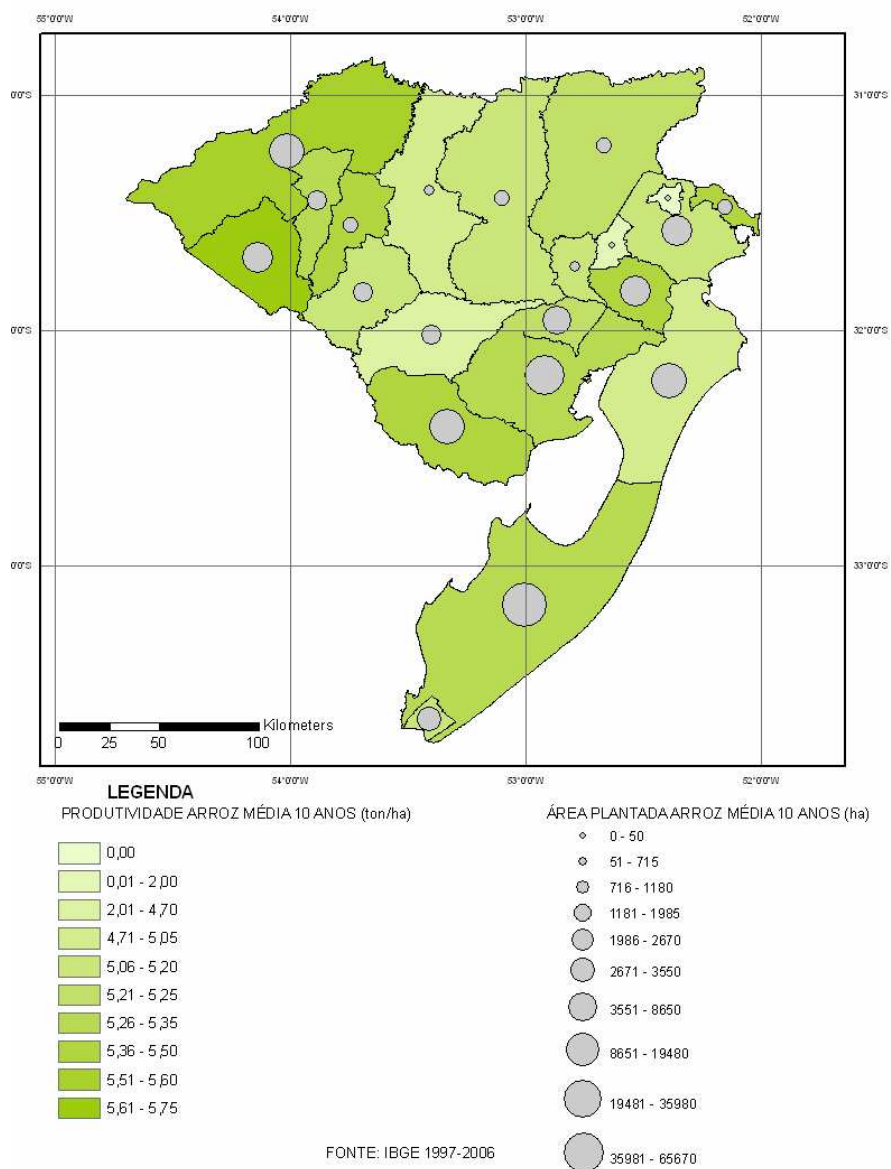 55°0'0"W 54°0'0"W 53°0'0"W 52°0'0"W
0'0"S 31°0'0"S
0'0"S 32°0'0"S
0'0"S 33°0'0"S
Kilometers
0 25 50 100
55°0'0"W 54°0'0"W 53°0'0"W 52°0'0"W
LEGENDA
PRODUTIVIDADE ARROZ MÉDIA 10 ANOS (ton/ha)
0,00
0,01 - 2,00
2,01 - 4,70
4,71 - 5,05
5,06 - 5,20
5,21 - 5,25
5,26 - 5,35
5,36 - 5,50
5,51 - 5,60
5,61 - 5,75
ÁREA PLANTADA ARROZ MÉDIA 10 ANOS (ha)
0 - 50
51 - 715
716 - 1180
1181 - 1985
1986 - 2670
2671 - 3550
3551 - 8650
8651 - 19480
19481 - 35980
35981 - 65670
FONTE: IBGE 1997-2006